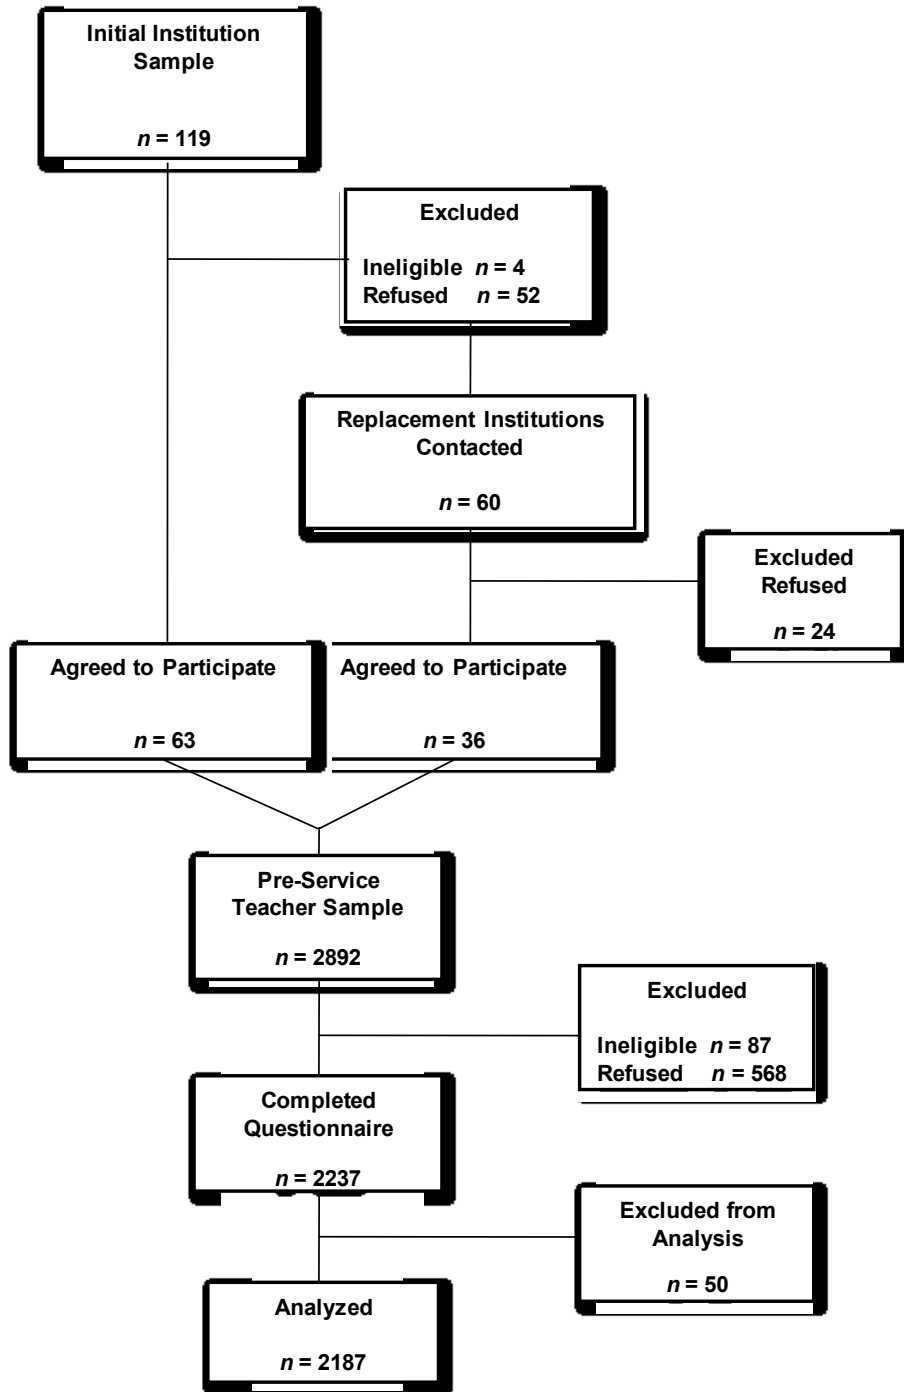 Initial Institution
Sample
n = 119
Excluded
Ineligible n = 4
Refused n = 52
Replacement Institutions
Contacted
n = 60
Excluded
Refused
n = 24
Agreed to Participate
n = 63
Agreed to Participate
n = 36
Pre-Service
Teacher Sample
n = 2892
Excluded
Ineligible n = 87
Refused n = 568
Completed
Questionnaire
n = 2237
Excluded from
Analysis
n = 50
Analyzed
n = 2187